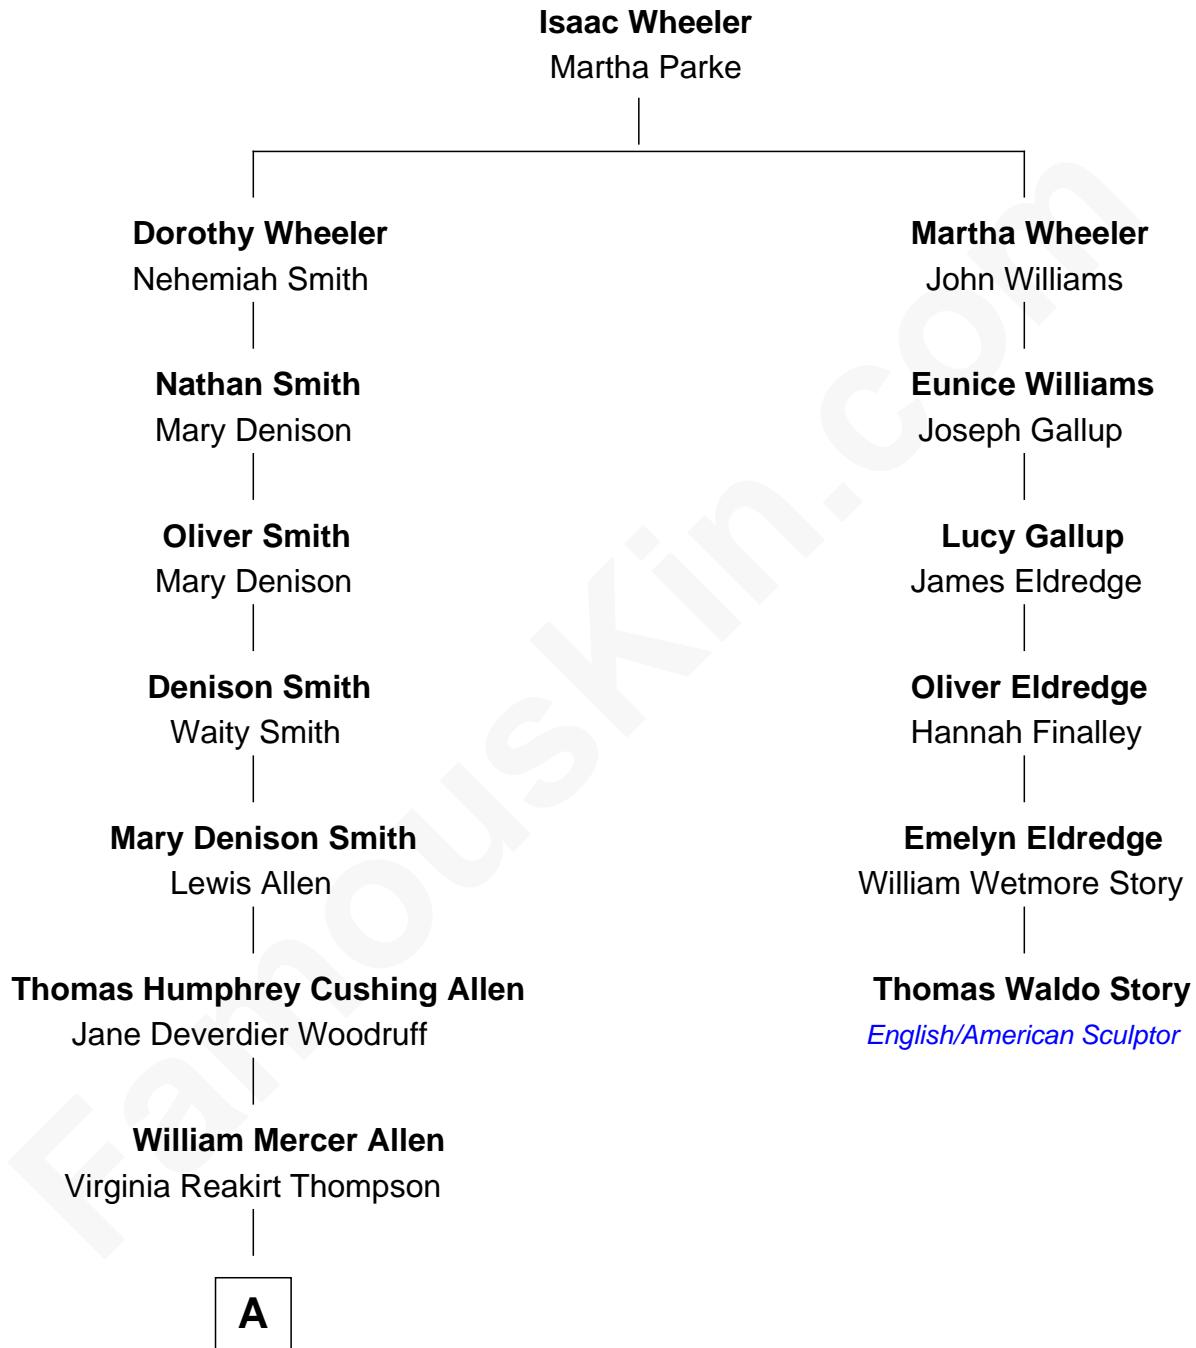 Isaac Wheeler
Martha Parke
Dorothy Wheeler
Nehemiah Smith
Martha Wheeler
John Williams
Nathan Smith
Mary Denison
Eunice Williams
Joseph Gallup
Oliver Smith
Mary Denison
Lucy Gallup
James Eldredge
Denison Smith
Waity Smith
Oliver Eldredge
Hannah Finalley
Mary Denison Smith
Lewis Allen
Emelyn Eldredge
William Wetmore Story
Thomas Humphrey Cushing Allen
Jane Deverdier Woodruff
Thomas Waldo Story
English/American Sculptor
William Mercer Allen
Virginia Reakirt Thompson
A
FamousKin.com